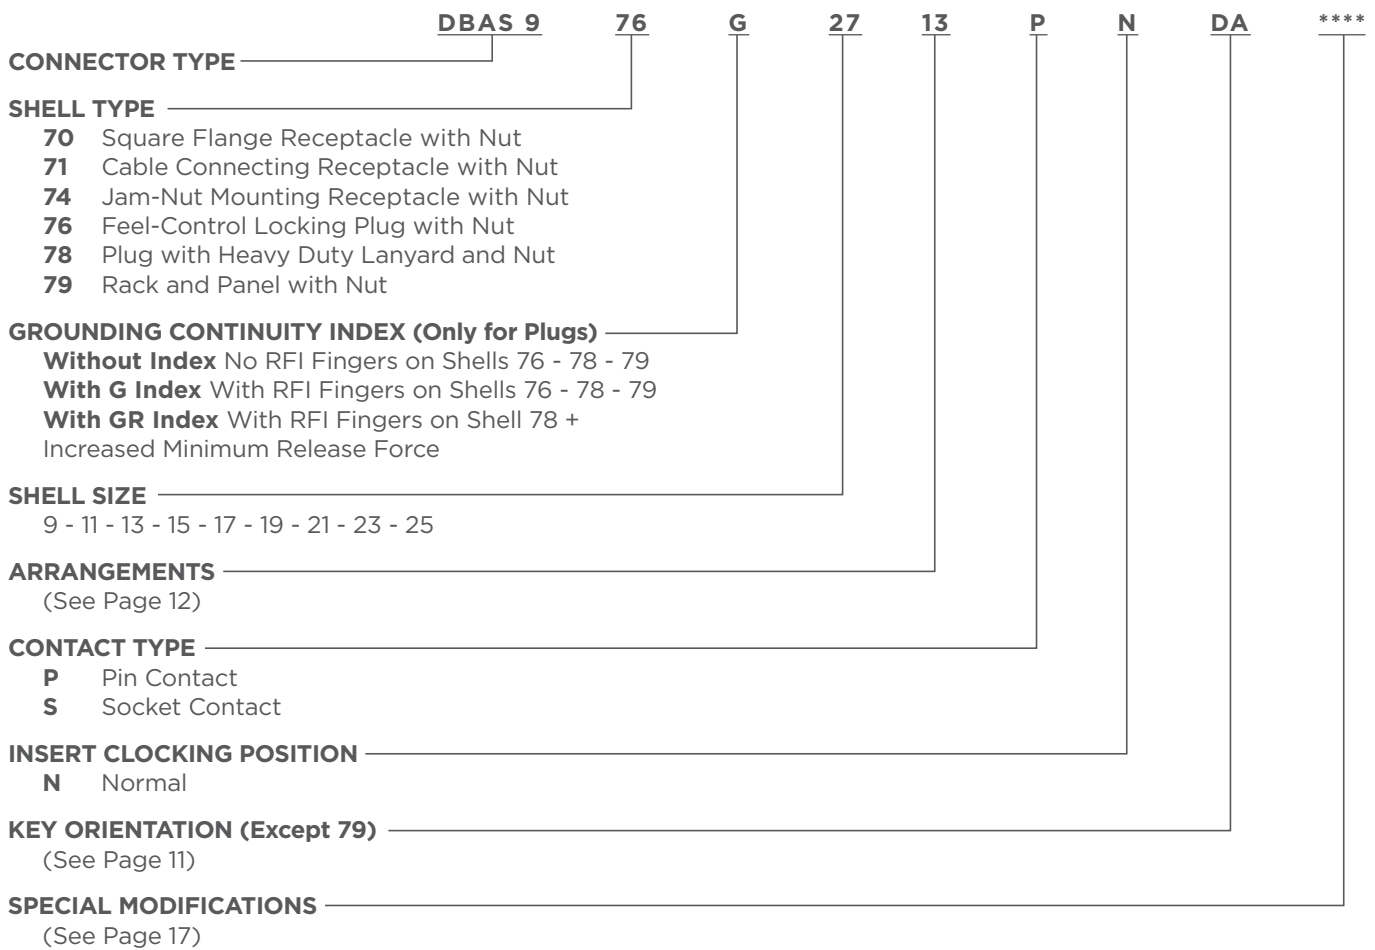 DBAS 9 76 G 27 13 P N DA ****
CONNECTOR TYPE
SHELL TYPE
70 Square Flange Receptacle with Nut
71 Cable Connecting Receptacle with Nut
74 Jam-Nut Mounting Receptacle with Nut
76 Feel-Control Locking Plug with Nut
78 Plug with Heavy Duty Lanyard and Nut
79 Rack and Panel with Nut
GROUNDING CONTINUITY INDEX (Only for Plugs)
Without Index No RFI Fingers on Shells 76 - 78 - 79
With G Index With RFI Fingers on Shells 76 - 78 - 79
With GR Index With RFI Fingers on Shell 78 +
Increased Minimum Release Force
SHELL SIZE
9 - 11 - 13 - 15 - 17 - 19 - 21 - 23 - 25
ARRANGEMENTS
(See Page 12)
CONTACT TYPE
P Pin Contact
S Socket Contact
INSERT CLOCKING POSITION
N Normal
KEY ORIENTATION (Except 79)
(See Page 11)
SPECIAL MODIFICATIONS
(See Page 17)